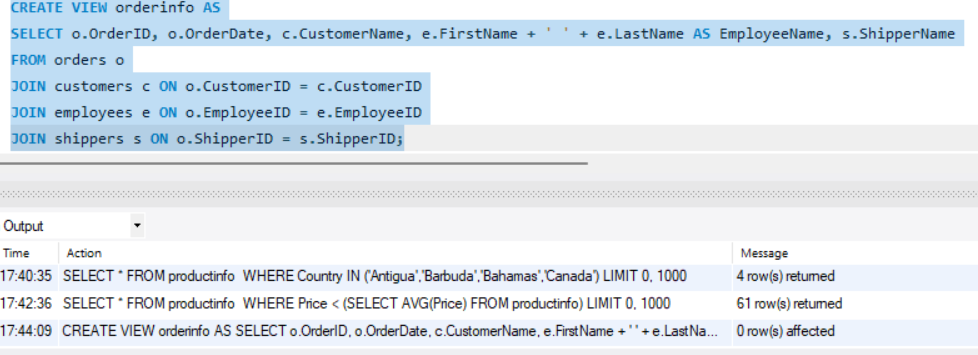 CREATE VIEW orderinfo AS
SELECT o.OrderID, o.OrderDate, c.CustomerName, e.FirstName + ' ' + e.LastName AS EmployeeName, s.ShipperName
FROM orders o
JOIN customers c ON o.CustomerID = c.CustomerID
JOIN employees e ON o.EmployeeID = e.EmployeeID
JOIN shippers s ON o.ShipperID = s.ShipperID;
Output
Time Action Message
17:40:35 SELECT * FROM productinfo WHERE Country IN ('Antigua','Barbuda','Bahamas','Canada') LIMIT 0, 1000 4 row(s) returned
17:42:36 SELECT * FROM productinfo WHERE Price < (SELECT AVG(Price) FROM productinfo) LIMIT 0, 1000 61 row(s) returned
17:44:09 CREATE VIEW orderinfo AS SELECT o.OrderID, o.OrderDate, c.CustomerName, e.FirstName + ' ' + e.LastNa... 0 row(s) affected